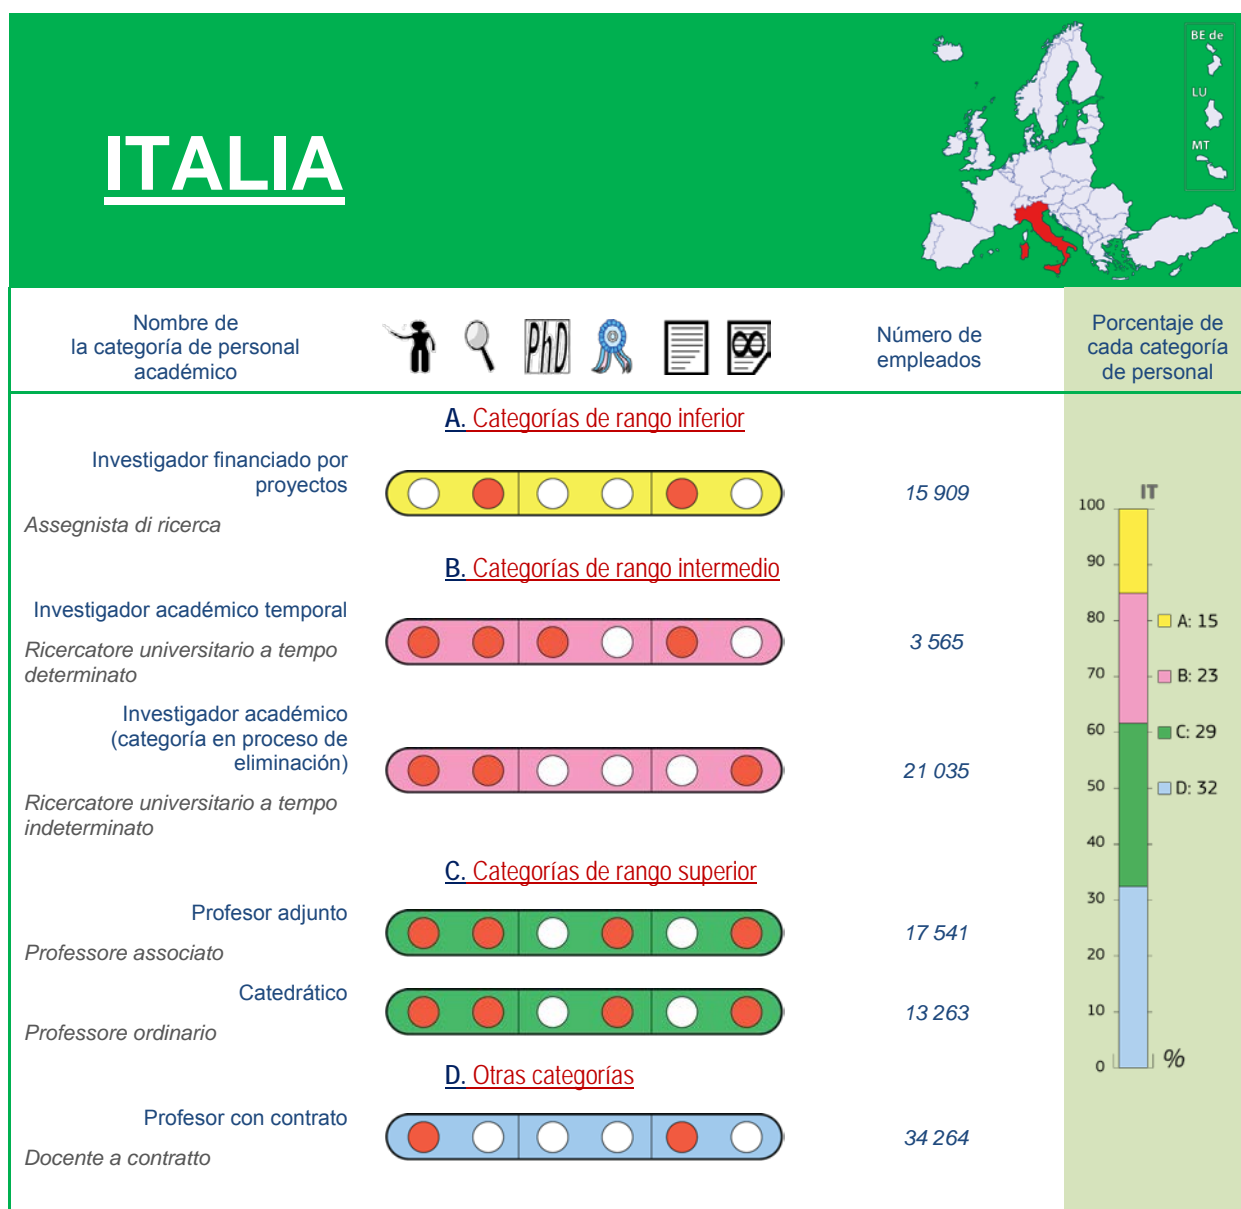 BE de
LU
MT
ITALIA
Nombre de
la categoría de personal
académico
PhD
Número de
empleados
Porcentaje de
cada categoría
de personal
A. Categorías de rango inferior
Investigador financiado por
proyectos
Assegnista di ricerca
15 909
B. Categorías de rango intermedio
Investigador académico temporal
Ricercatore universitario a tempo
determinato
3 565
Investigador académico
(categoría en proceso de
eliminación)
Ricercatore universitario a tempo
indeterminato
21 035
C. Categorías de rango superior
Profesor adjunto
Professore associato
17 541
Catedrático
Professore ordinario
13 263
D. Otras categorías
Profesor con contrato
Docente a contratto
34 264
IT
100
90
80
70
60
50
40
30
20
10
0
%
A: 15
B: 23
C: 29
D: 32